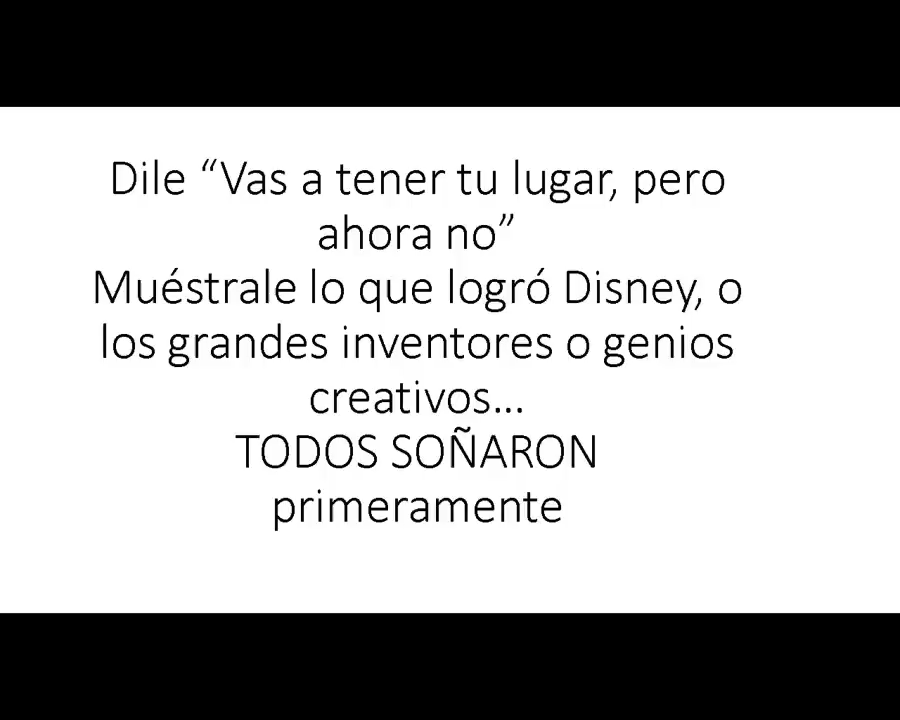 Dile “Vas a tener tu lugar, pero
ahora no”
Muéstrale lo que logró Disney, o
los grandes inventores o genios
creativos...
TODOS SOÑARON
primeramente